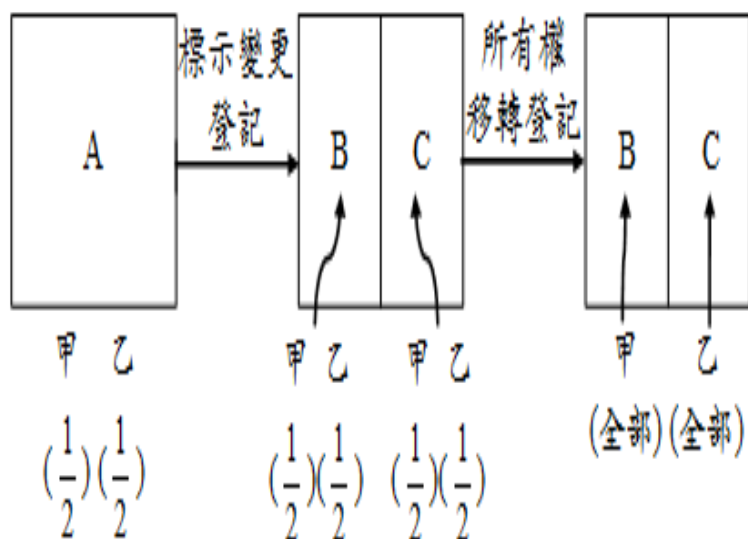 標示變更
登記
所有權
移轉登記
A
B C
B C
甲 乙
甲 乙 甲 乙
甲 乙
(1/2)(1/2)
(1/2)(1/2) (1/2)(1/2)
(全部)(全部)